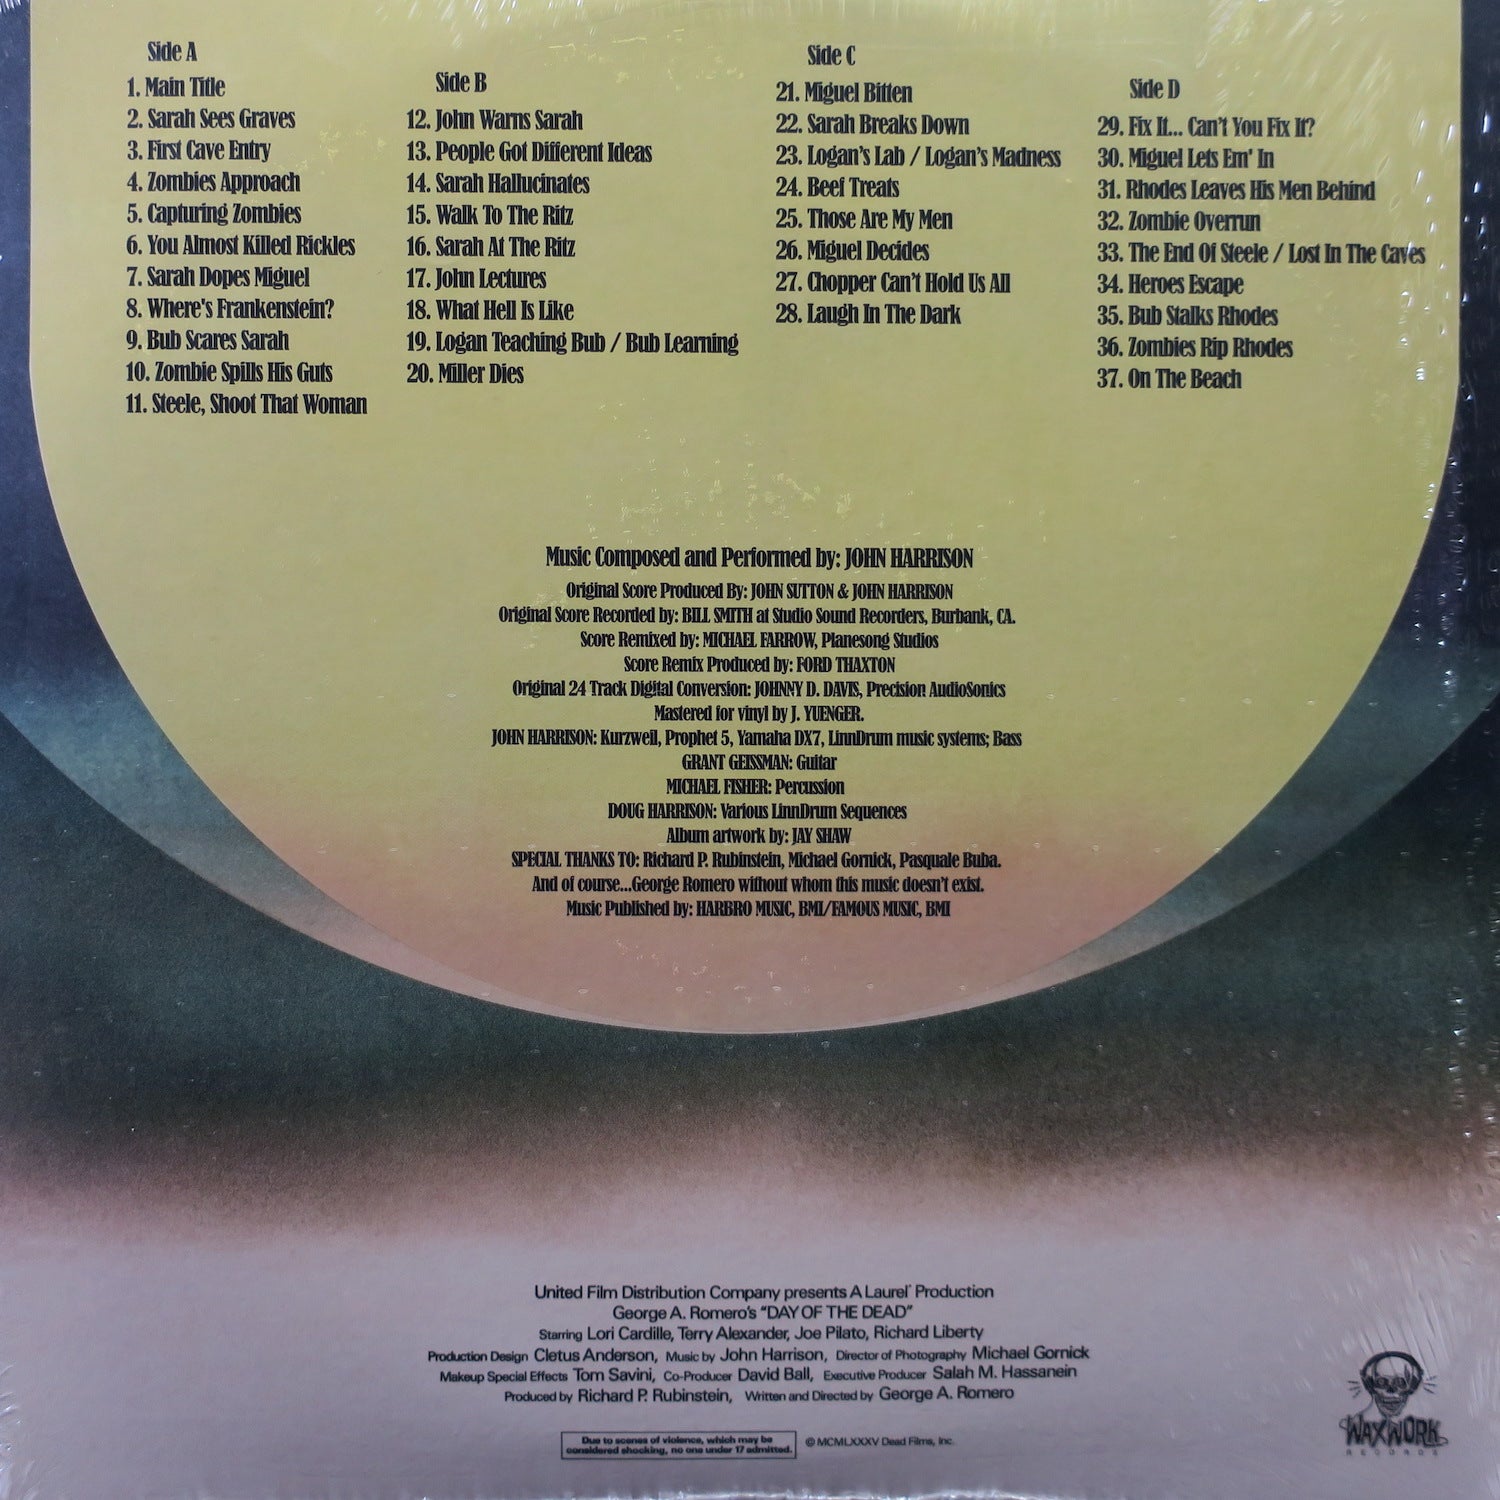 Side A
1. Main Title
2. Sarah Sees Graves
3. First Cave Entry
4. Zombies Approach
5. Capturing Zombies
6. You Almost Killed Rickles
7. Sarah Dopes Miguel
8. Where's Frankenstein?
9. Bub Scares Sarah
10. Zombie Spills His Guts
11. Steele, Shoot That Woman
Side B
12. John Warns Sarah
13. People Got Different Ideas
14. Sarah Hallucinates
15. Walk To The Ritz
16. Sarah At The Ritz
17. John Lectures
18. What Hell Is Like
19. Logan Teaching Bub / Bub Learning
20. Miller Dies
Side C
21. Miguel Bitten
22. Sarah Breaks Down
23. Logan's Lab / Logan's Madness
24. Beef Treats
25. Those Are My Men
26. Miguel Decides
27. Chopper Can't Hold Us All
28. Laugh In The Dark
Side D
29. Fix It... Can't You Fix It?
30. Miguel Lets Em' In
31. Rhodes Leaves His Men Behind
32. Zombie Overrun
33. The End Of Steele / Lost In The Caves
34. Heroes Escape
35. Bub Stalks Rhodes
36. Zombies Rip Rhodes
37. On The Beach
Music Composed and Performed by: JOHN HARRISON
Original Score Produced By: JOHN SUTTON & JOHN HARRISON
Original Score Recorded by: BILL SMITH at Studio Sound Recorders, Burbank, CA.
Score Remixed by: MICHAEL FARROW, Planesong Studios
Score Remix Produced by: FORD THAXTON
Original 24 Track Digital Conversion: JOHNNY D. DAVIS, Precision AudioSonics
Mastered for vinyl by J. YUENGER.
JOHN HARRISON: Kurzweil, Prophet 5, Yamaha DX7, LinnDrum music systems; Bass
GRANT GEISSMAN: Guitar
MICHAEL FISHER: Percussion
DOUG HARRISON: Various LinnDrum Sequences
Album artwork by: JAY SHAW
SPECIAL THANKS TO: Richard P. Rubinstein, Michael Gornick, Pasquale Buba.
And of course...George Romero without whom this music doesn't exist.
Music Published by: HARBRO MUSIC, BMI/FAMOUS MUSIC, BMI
United Film Distribution Company presents A Laurel Production
George A. Romero's "DAY OF THE DEAD"
Starring Lori Cardille, Terry Alexander, Joe Pilato, Richard Liberty
Production Design Cletus Anderson, Music by John Harrison, Director of Photography Michael Gornick
Makeup Special Effects Tom Savini, Co-Producer David Ball, Executive Producer Salah M. Hassanein
Produced by Richard P. Rubinstein, Written and Directed by George A. Romero
Due to scenes of violence, which may be
considered shocking, no one under 17 admitted.
© MCMLXXXV Dead Films, Inc.
WAXWORK
RECORDS